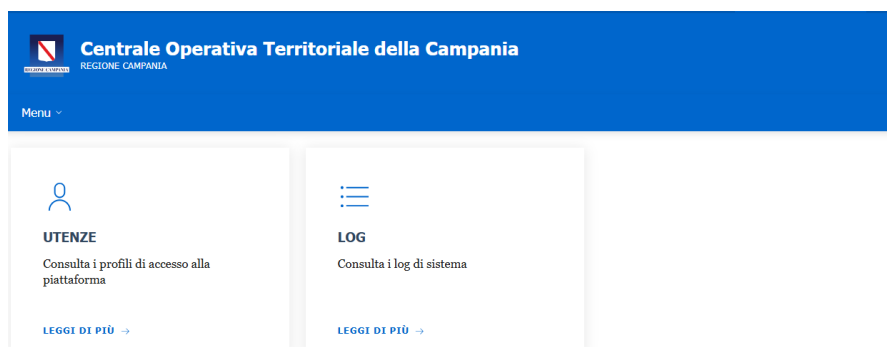 Centrale Operativa Territoriale della Campania
REGIONE CAMPANIA
REGIONE CAMPANIA
Menu
UTENZE
Consulta i profili di accesso alla
piattaforma
LEGGI DI PIÙ →
LOG
Consulta i log di sistema
LEGGI DI PIÙ →